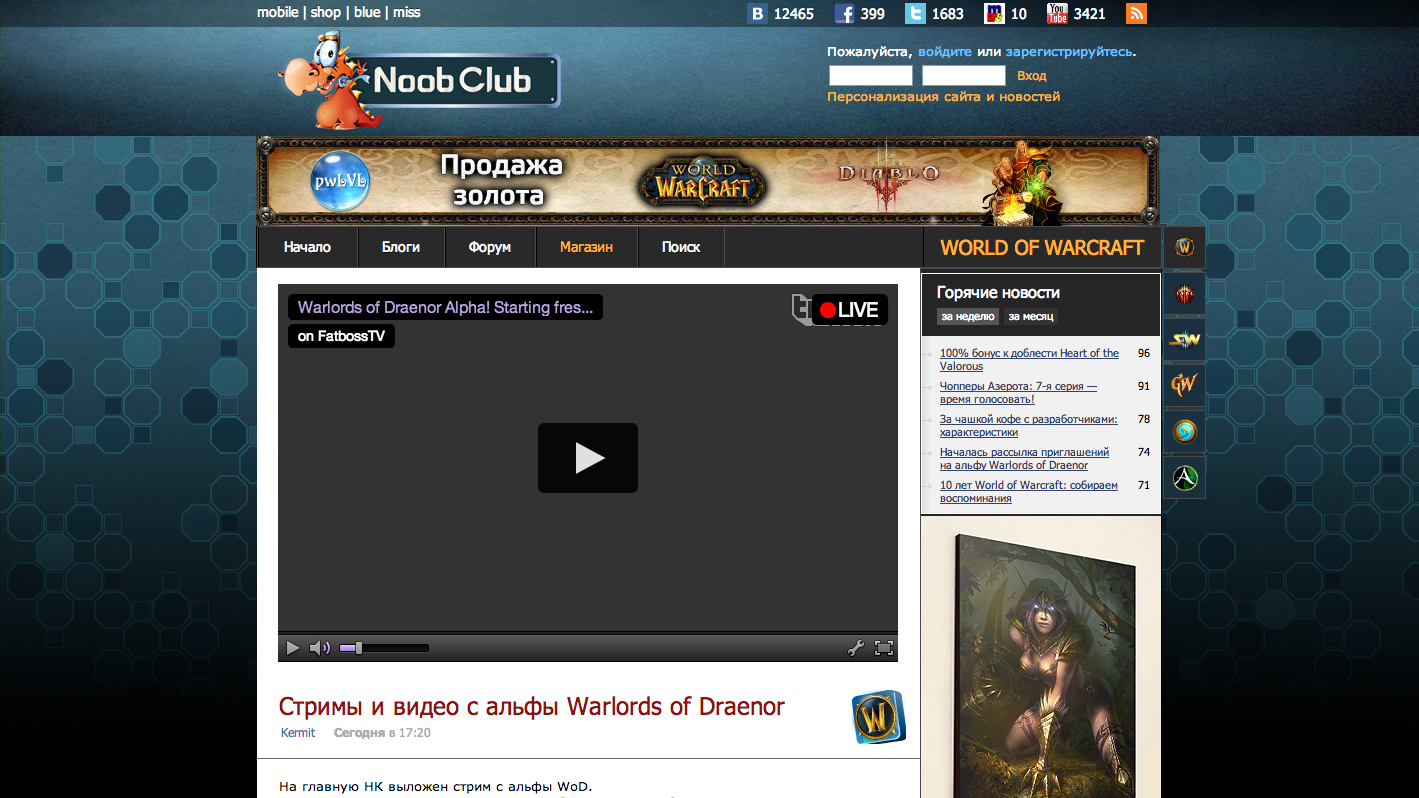 mobile | shop | blue | miss
12465
399
1683
10
3421
Noob Club
Пожалуйста, войдите или зарегистрируйтесь.
Вход
Персонализация сайта и новостей
pwLVL
Продажа
золота
WORLD
OF
WARCRAFT
DIABLO
Начало
Блоги
Форум
Магазин
Поиск
WORLD OF WARCRAFT
Warlords of Draenor Alpha! Starting fres...
on FatbossTV
LIVE
Горячие новости
за неделю
за месяц
100% бонус к доблести Heart of the 96
Valorous
Чопперы Азерота: 7-я серия — 91
время голосовать!
За чашкой кофе с разработчиками: 78
характеристики
Началась рассылка приглашений 74
на альфу Warlords of Draenor
10 лет World of Warcraft: собираем 71
воспоминания
Стримы и видео с альфы Warlords of Draenor
Kermit Сегодня в 17:20
На главную НК выложен стрим с альфы WoD.